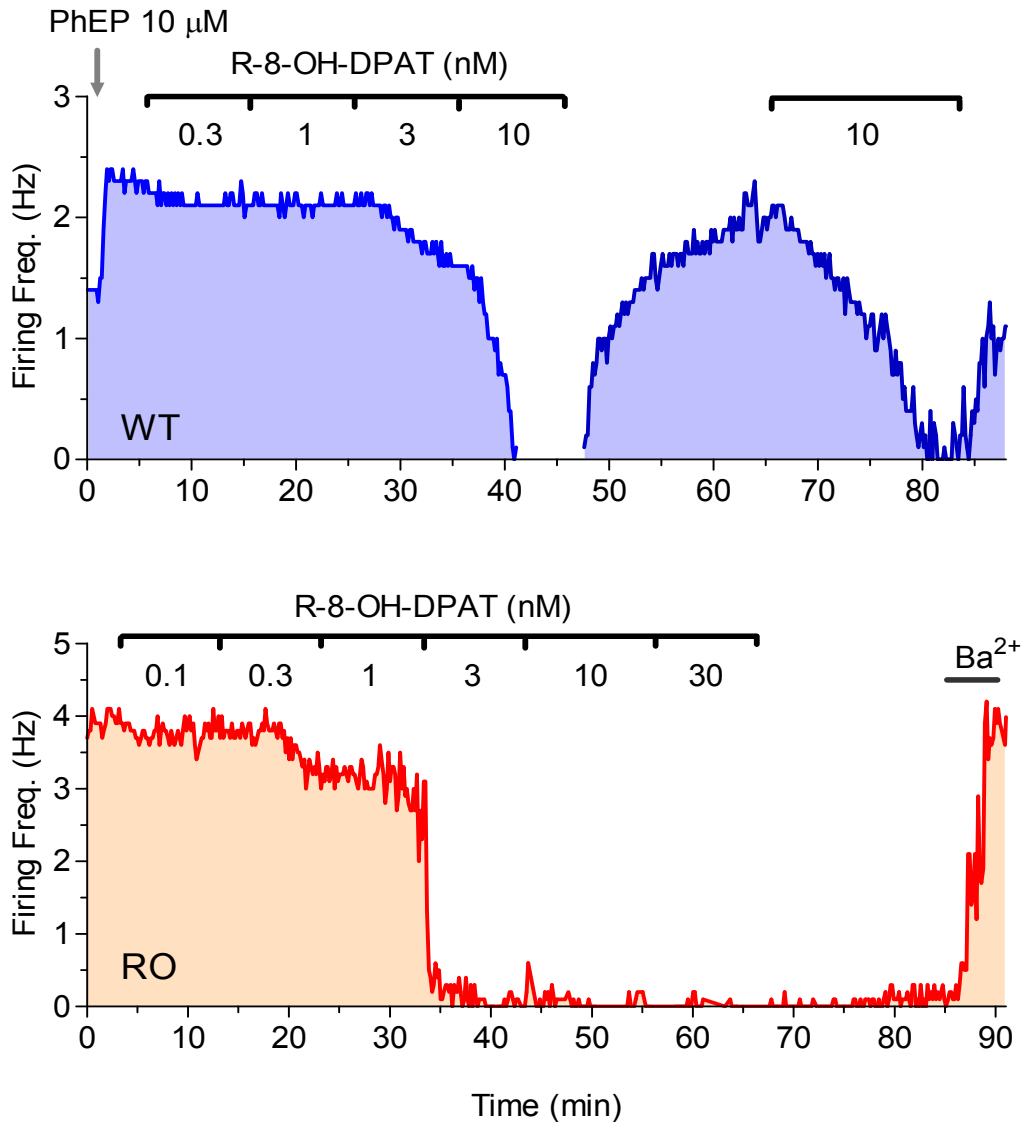 PhEP 10 μM
R-8-OH-DPAT (nM)
0.3 1 3 10 10
3
2
1
0
Firing Freq. (Hz)
WT
0 10 20 30 40 50 60 70 80
R-8-OH-DPAT (nM)
0.1 0.3 1 3 10 30
Ba²⁺
5
4
3
2
1
0
Firing Freq. (Hz)
RO
0 10 20 30 40 50 60 70 80 90
Time (min)